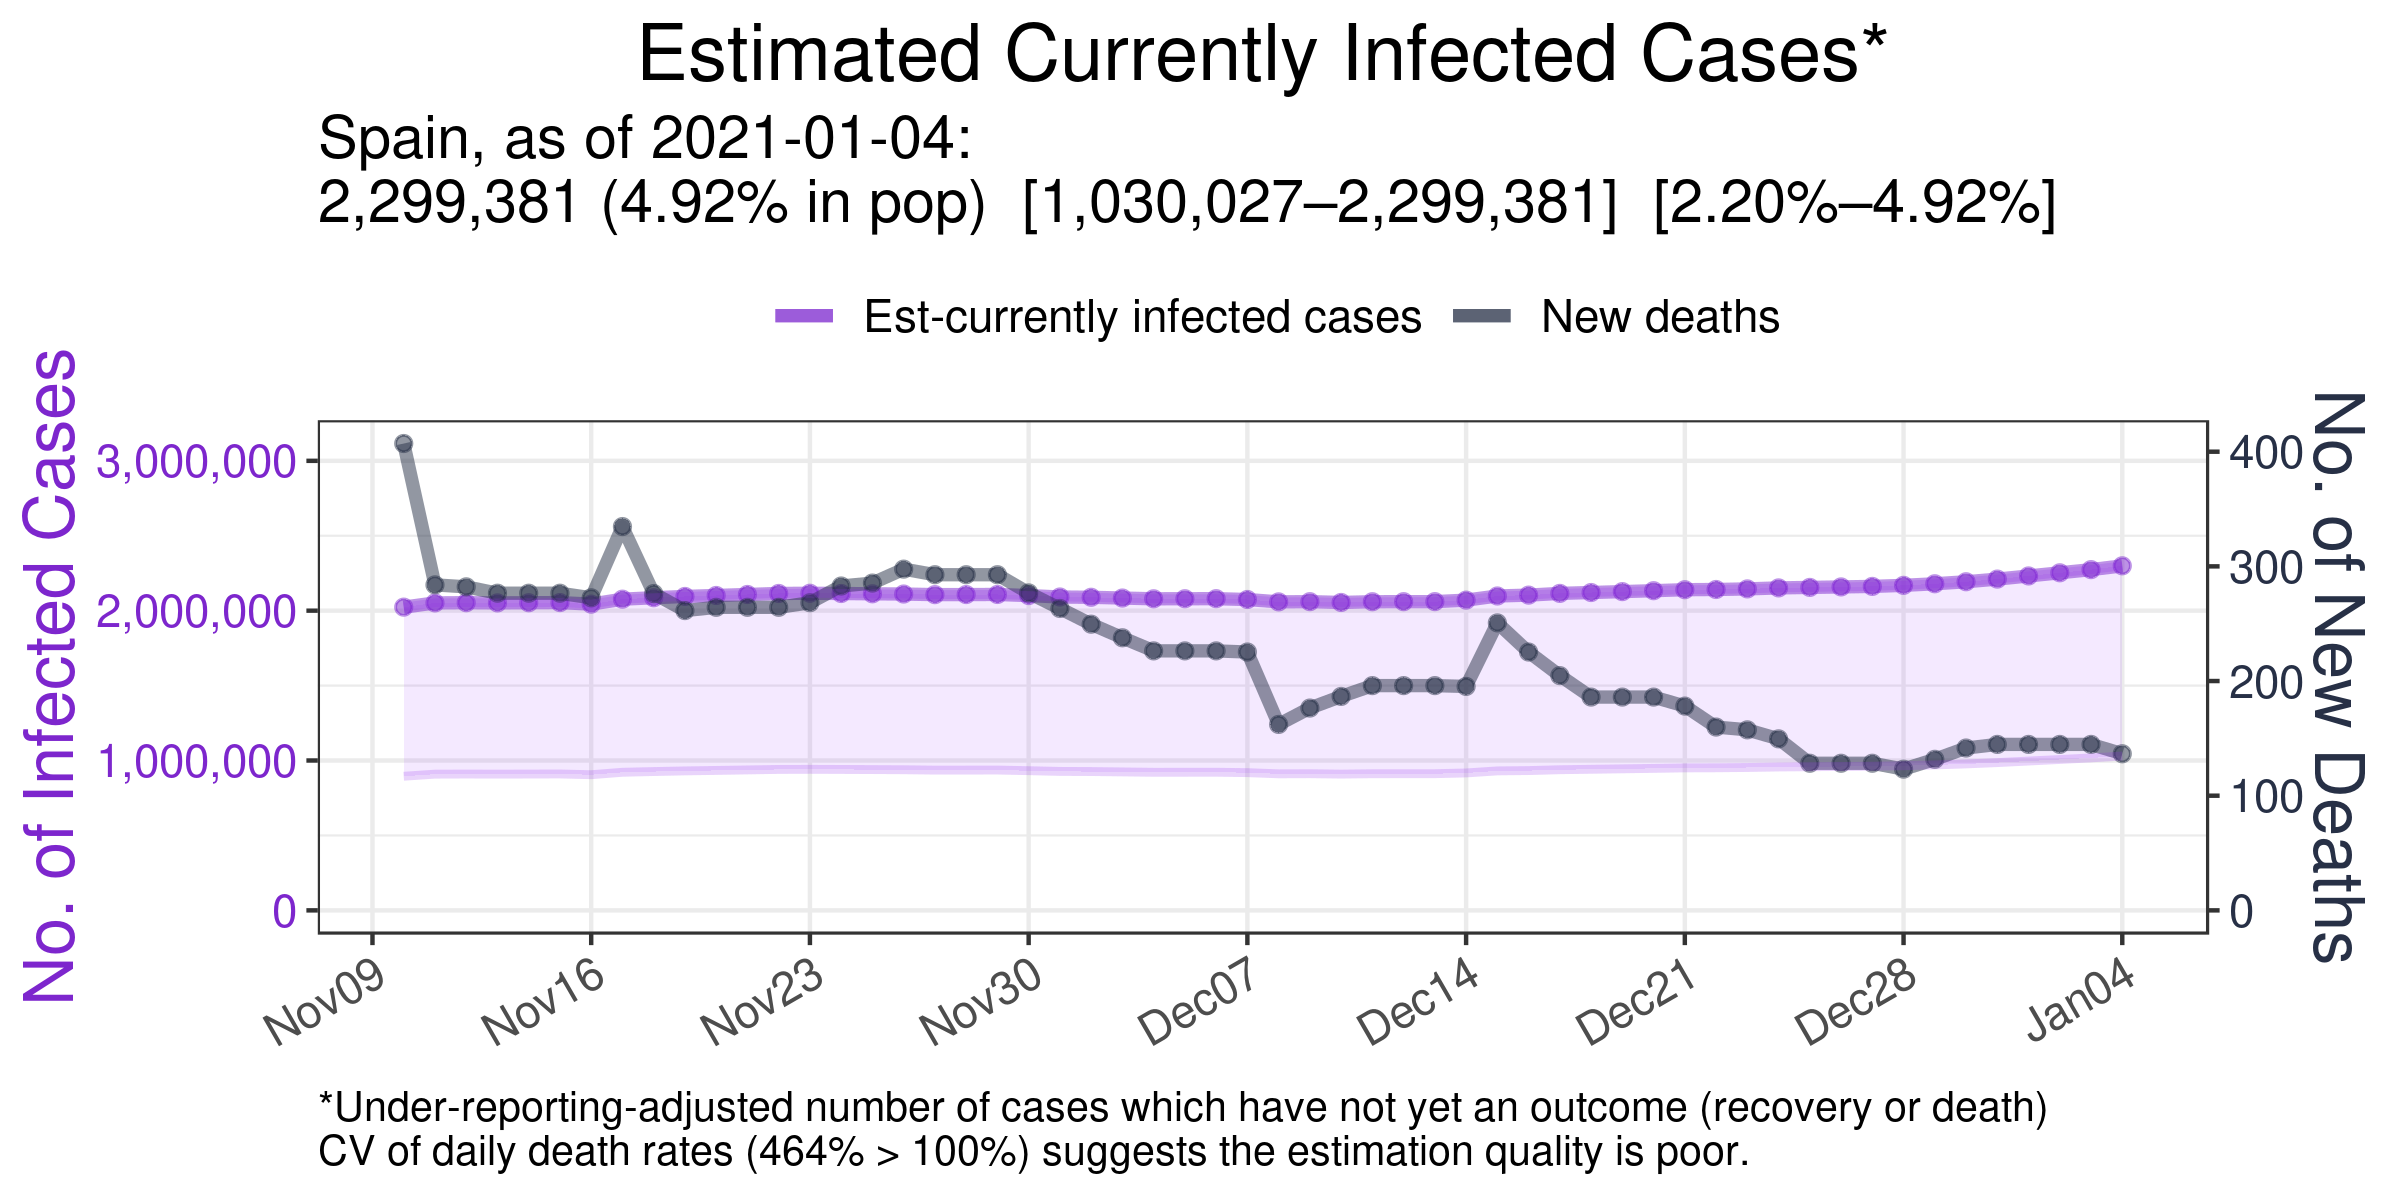 Estimated Currently Infected Cases*
Spain, as of 2021-01-04:
2,299,381 (4.92% in pop)  [1,030,027–2,299,381]  [2.20%–4.92%]
Est-currently infected cases
New deaths
No. of Infected Cases
3,000,000
2,000,000
1,000,000
0
400
300
200
100
0
No. of New Deaths
Nov09
Nov16
Nov23
Nov30
Dec07
Dec14
Dec21
Dec28
Jan04
*Under-reporting-adjusted number of cases which have not yet an outcome (recovery or death)
CV of daily death rates (464% > 100%) suggests the estimation quality is poor.